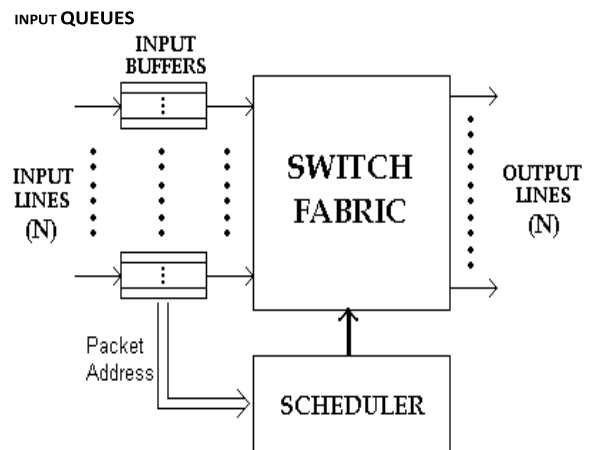 INPUT QUEUES
INPUT
BUFFERS
SWITCH
FABRIC
INPUT
LINES
(N)
OUTPUT
LINES
(N)
Packet
Address
SCHEDULER